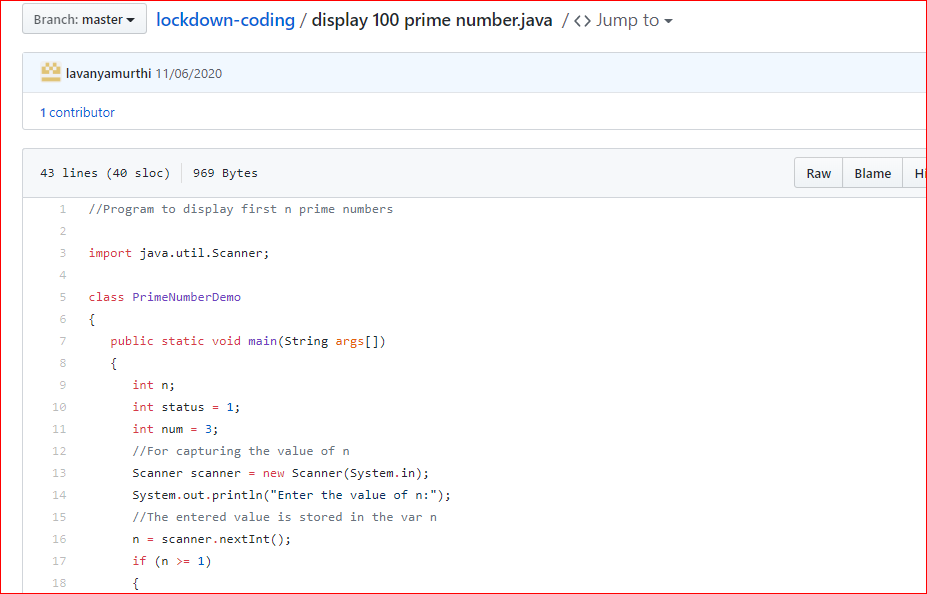 Branch: master lockdown-coding / display 100 prime number.java / <> Jump to
lavanyamurthi 11/06/2020
1 contributor
43 lines (40 sloc) 969 Bytes Raw Blame
1 //Program to display first n prime numbers
2
3 import java.util.Scanner;
4
5 class PrimeNumberDemo
6 {
7 public static void main(String args[])
8 {
9 int n;
10 int status = 1;
11 int num = 3;
12 //For capturing the value of n
13 Scanner scanner = new Scanner(System.in);
14 System.out.println("Enter the value of n:");
15 //The entered value is stored in the var n
16 n = scanner.nextInt();
17 if (n >= 1)
18 {